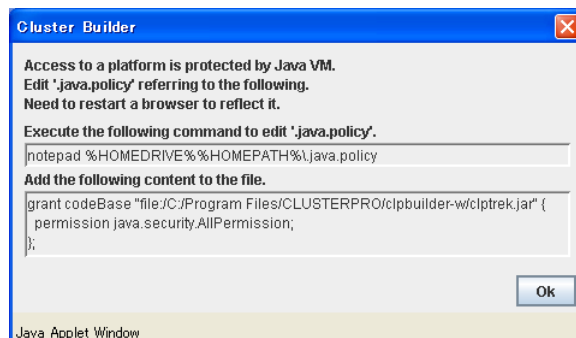 Cluster Builder
Access to a platform is protected by Java VM.
Edit '.java.policy' referring to the following.
Need to restart a browser to reflect it.
Execute the following command to edit '.java.policy'.
notepad %HOMEDRIVE%%HOMEPATH%\.java.policy
Add the following content to the file.
grant codeBase "file:/C:/Program Files/CLUSTERPRO/clpbuilder-w/clptrek.jar" {
  permission java.security.AllPermission;
};
Ok
Java Applet Window